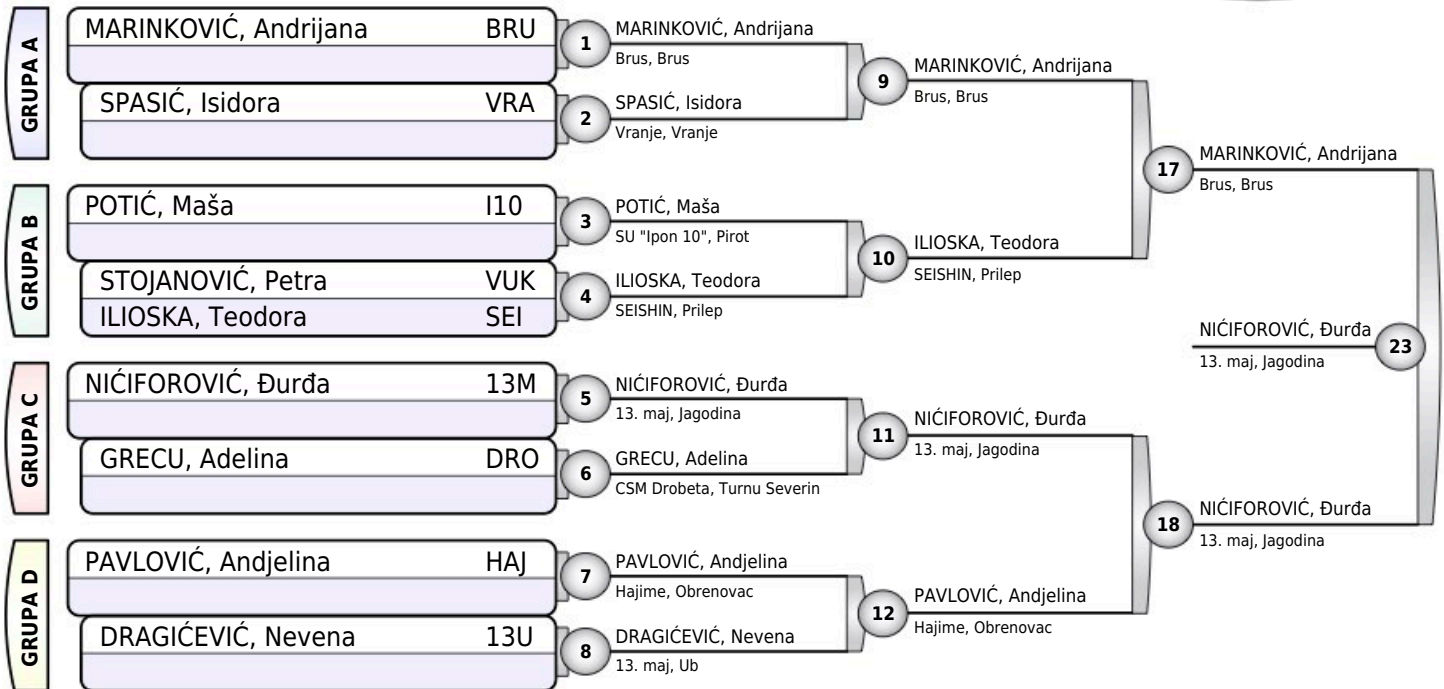 GRUPA A
MARINKOVIĆ, Andrijana BRU
SPASIĆ, Isidora VRA
1
MARINKOVIĆ, Andrijana
Brus, Brus
2
SPASIĆ, Isidora
Vranje, Vranje
9
MARINKOVIĆ, Andrijana
Brus, Brus
GRUPA B
POTIĆ, Maša I10
STOJANOVIĆ, Petra VUK
ILIOSKA, Teodora SEI
3
POTIĆ, Maša
SU "Ipon 10", Pirot
4
ILIOSKA, Teodora
SEISHIN, Prilep
10
ILIOSKA, Teodora
SEISHIN, Prilep
17
MARINKOVIĆ, Andrijana
Brus, Brus
GRUPA C
NIĆIFOROVIĆ, Đurđa 13M
GRECU, Adelina DRO
5
NIĆIFOROVIĆ, Đurđa
13. maj, Jagodina
6
GRECU, Adelina
CSM Drobeta, Turnu Severin
11
NIĆIFOROVIĆ, Đurđa
13. maj, Jagodina
GRUPA D
PAVLOVIĆ, Andjelina HAJ
DRAGIĆEVIĆ, Nevena 13U
7
PAVLOVIĆ, Andjelina
Hajime, Obrenovac
8
DRAGIĆEVIĆ, Nevena
13. maj, Ub
12
PAVLOVIĆ, Andjelina
Hajime, Obrenovac
18
NIĆIFOROVIĆ, Đurđa
13. maj, Jagodina
NIĆIFOROVIĆ, Đurđa
13. maj, Jagodina
23